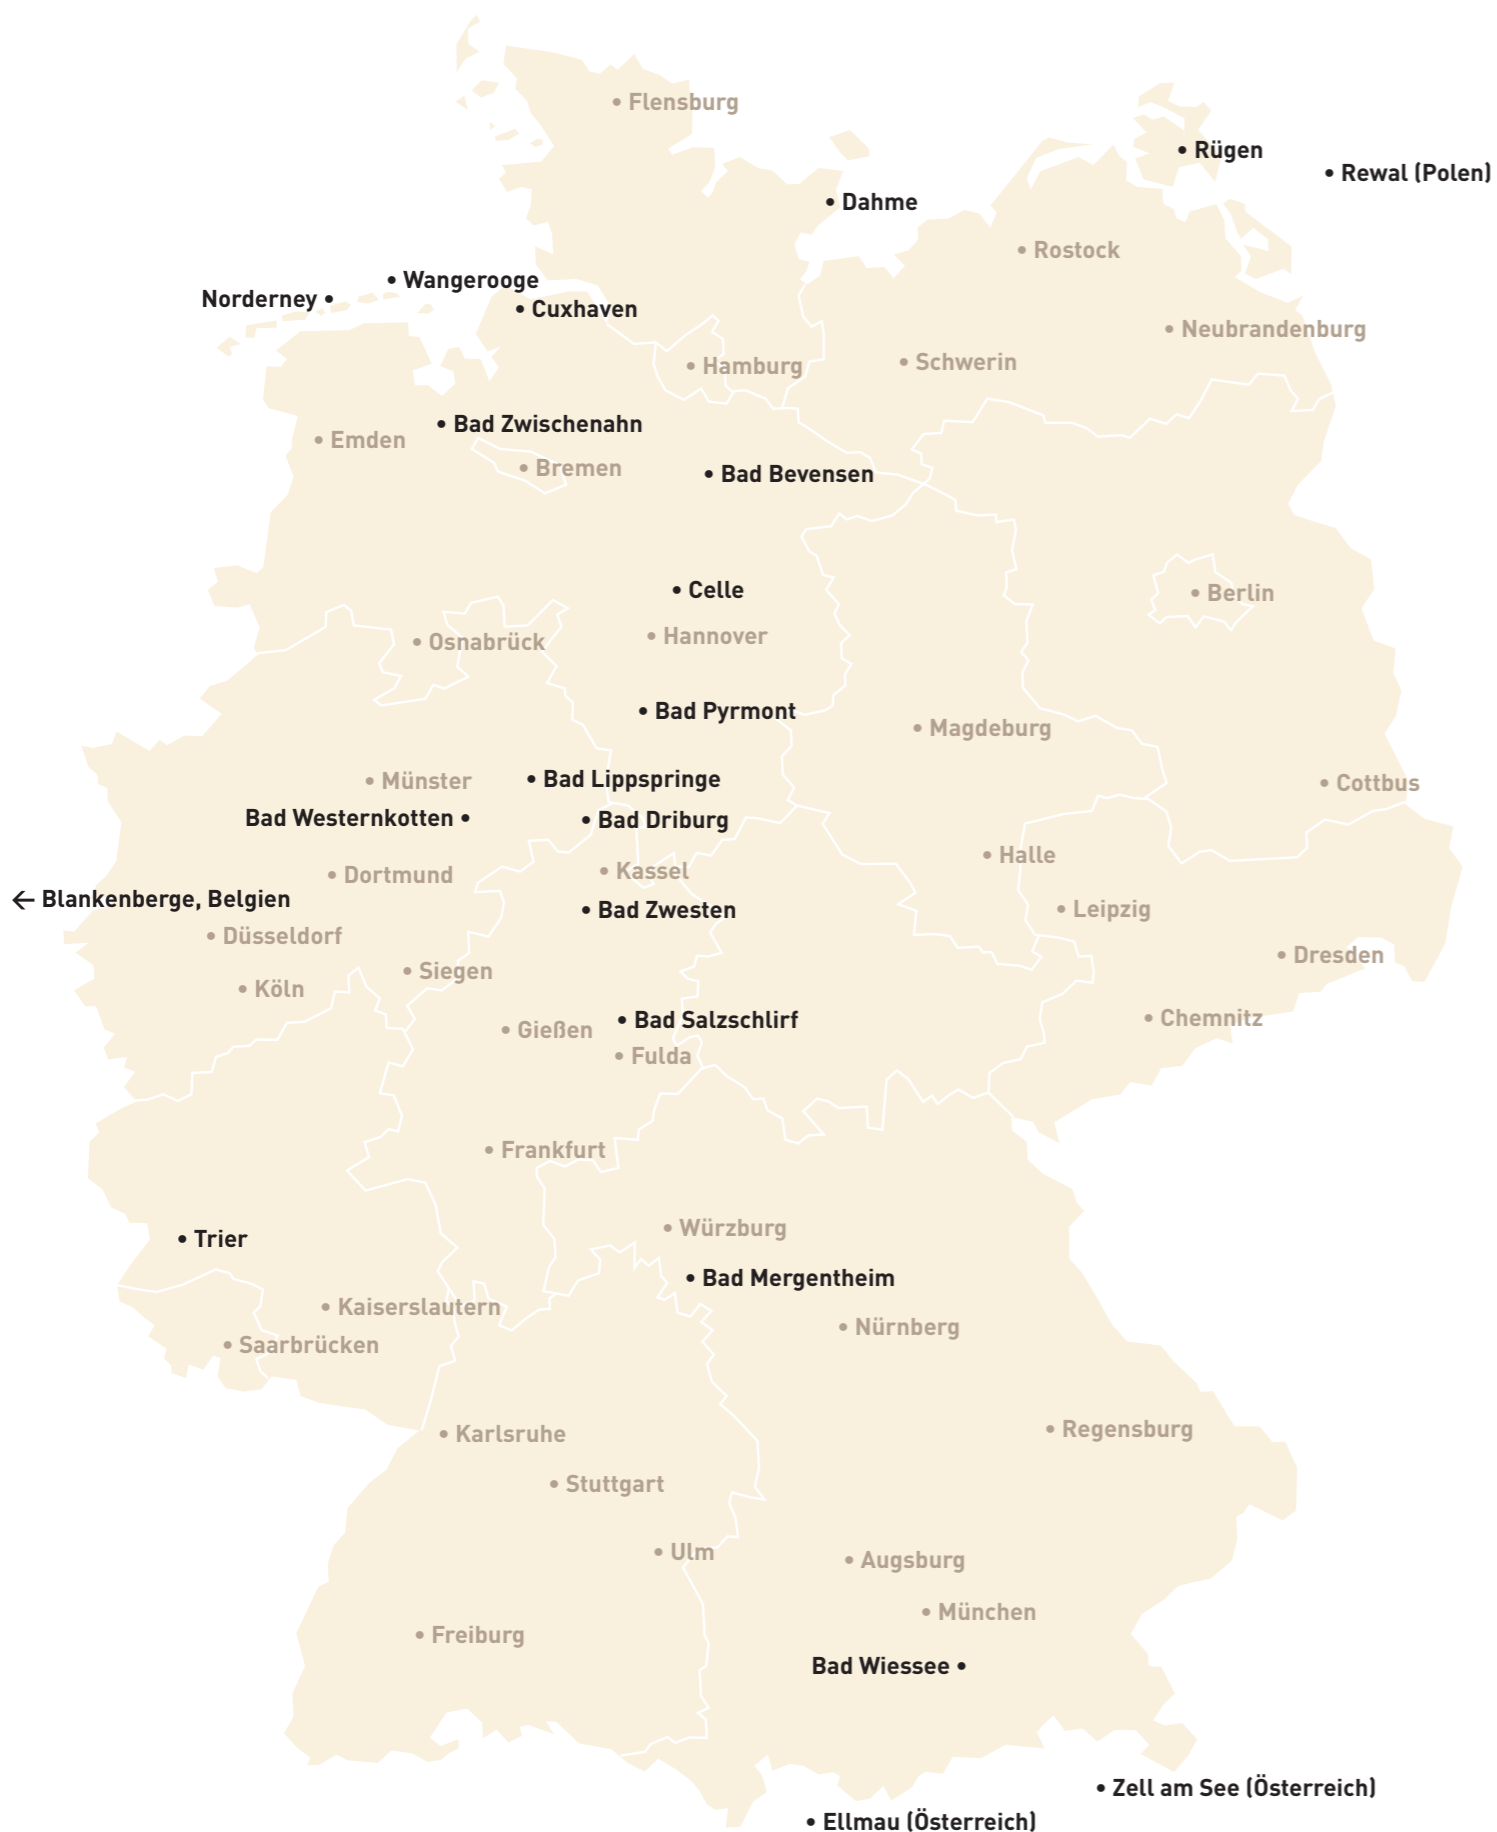 • Flensburg
• Rügen
• Rewal (Polen)
• Dahme
• Rostock
• Wangerooge
Norderney •
• Cuxhaven
• Neubrandenburg
• Hamburg
• Schwerin
• Bad Zwischenahn
• Emden
• Bremen
• Bad Bevensen
• Celle
• Berlin
• Hannover
• Osnabrück
• Bad Pyrmont
• Magdeburg
• Münster
• Bad Lippspringe
• Cottbus
Bad Westernkotten •
• Bad Driburg
• Halle
• Kassel
• Dortmund
← Blankenberge, Belgien
• Bad Zwesten
• Leipzig
• Düsseldorf
• Dresden
• Siegen
• Köln
• Chemnitz
• Bad Salzschlirf
• Gießen
• Fulda
• Frankfurt
• Würzburg
• Trier
• Bad Mergentheim
• Kaiserslautern
• Nürnberg
• Saarbrücken
• Regensburg
• Karlsruhe
• Stuttgart
• Ulm
• Augsburg
• München
• Freiburg
Bad Wiessee •
• Zell am See (Österreich)
• Ellmau (Österreich)